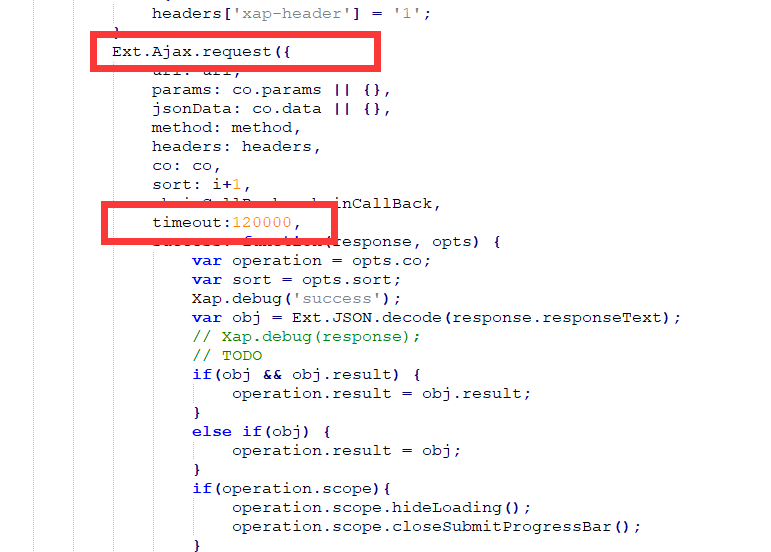 headers['xap-header'] = '1';
}
Ext.Ajax.request({
url: url,
params: co.params || {},
jsonData: co.data || {},
method: method,
headers: headers,
co: co,
sort: i+1,
inCallBack,
timeout:120000,
success: function(response, opts) {
var operation = opts.co;
var sort = opts.sort;
Xap.debug('success');
var obj = Ext.JSON.decode(response.responseText);
// Xap.debug(response);
// TODO
if(obj && obj.result) {
operation.result = obj.result;
}
else if(obj) {
operation.result = obj;
}
if(operation.scope){
operation.scope.hideLoading();
operation.scope.closeSubmitProgressBar();
}